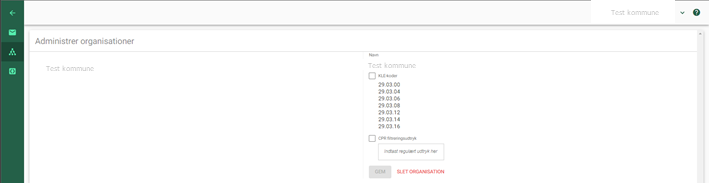 Test kommune
Administrer organisationer
Test kommune
Navn
Test kommune
KLE-koder
29.03.00
29.03.04
29.03.06
29.03.08
29.03.12
29.03.14
29.03.16
CPR filtreringsudtryk
Indtast regulært udtryk her
GEM
SLET ORGANISATION